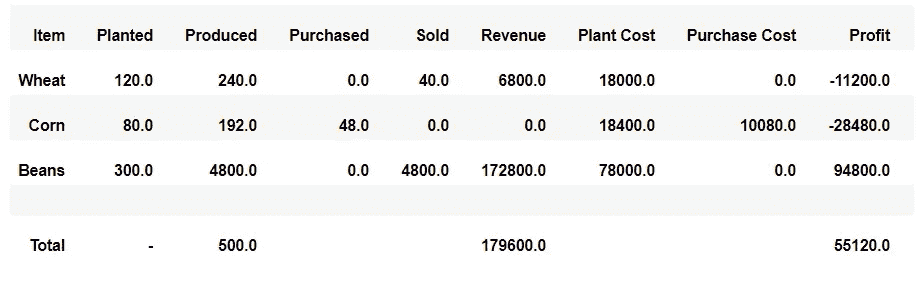 Item Planted Produced Purchased Sold Revenue Plant Cost Purchase Cost Profit
Wheat 120.0 240.0 0.0 40.0 6800.0 18000.0 0.0 -11200.0
Corn 80.0 192.0 48.0 0.0 0.0 18400.0 10080.0 -28480.0
Beans 300.0 4800.0 0.0 4800.0 172800.0 78000.0 0.0 94800.0
Total - 500.0 179600.0 55120.0